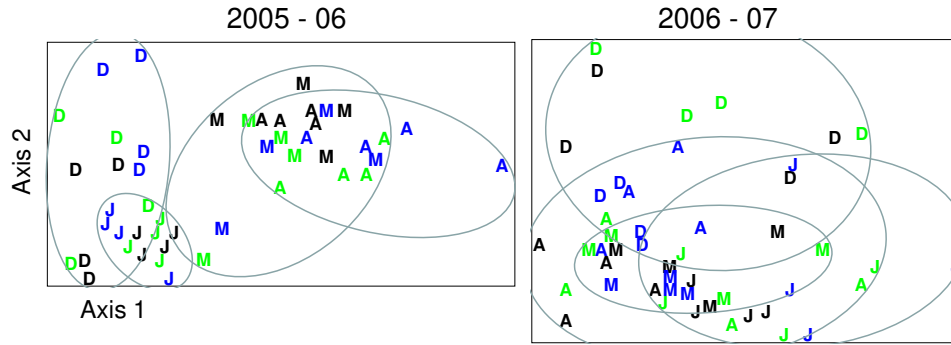 2005 - 06
D
D
M
A M M
D M M A A A
A
D M A A
D M A
M M M
D D D A
A A
A
J D
J J M
J J J J
J J
J
D D J M
D J
Axis 2
Axis 1
2006 - 07
D
D
D
D
D D
D A
J
D
D A
D
A
A
D M
M
A D
M A M M
J
A
M J
M
J
M A
A A M M J
J M
M
J J J
A A
J J